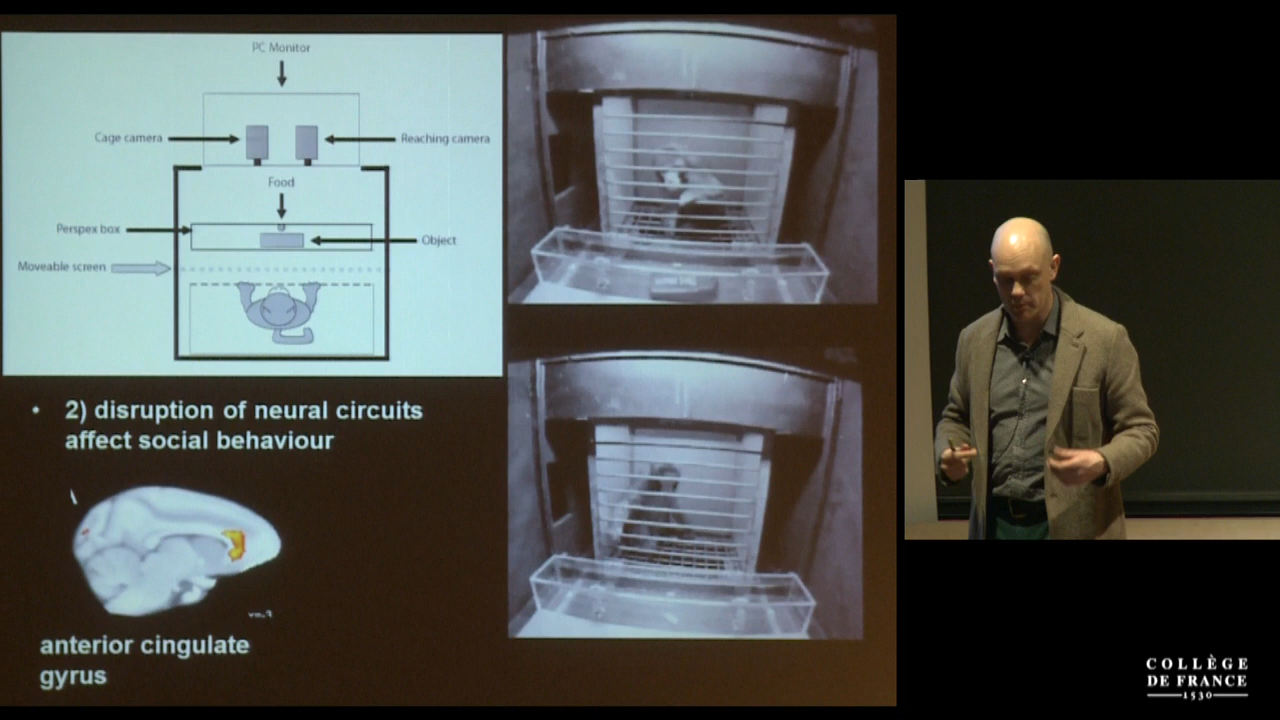 PC Monitor
Cage camera
Reaching camera
Food
Perspex box
Object
Moveable screen
• 2) disruption of neural circuits
affect social behaviour
anterior cingulate
gyrus
COLLÈGE
DE FRANCE
1530